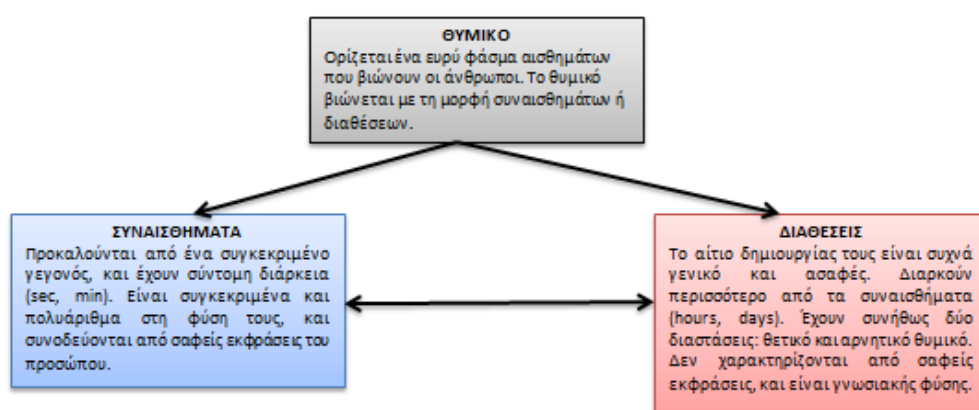 ΘΥΜΙΚΟ
Ορίζεται ένα ευρύ φάσμα αισθημάτων
που βιώνουν οι άνθρωποι. Το θυμικό
βιώνεται με τη μορφή συναισθημάτων ή
διαθέσεων.
ΣΥΝΑΙΣΘΗΜΑΤΑ
Προκαλούνται από ένα συγκεκριμένο
γεγονός, και έχουν σύντομη διάρκεια
(sec, min). Είναι συγκεκριμένα και
πολυάριθμα στη φύση τους, και
συνοδεύονται από σαφείς εκφράσεις του
προσώπου.
ΔΙΑΘΕΣΕΙΣ
Το αίτιο δημιουργίας τους είναι συχνά
γενικό και ασαφές. Διαρκούν
περισσότερο από τα συναισθήματα
(hours, days). Έχουν συνήθως δύο
διαστάσεις: θετικό και αρνητικό θυμικό.
Δεν χαρακτηρίζονται από σαφείς
εκφράσεις, και είναι γνωσιακής φύσης.